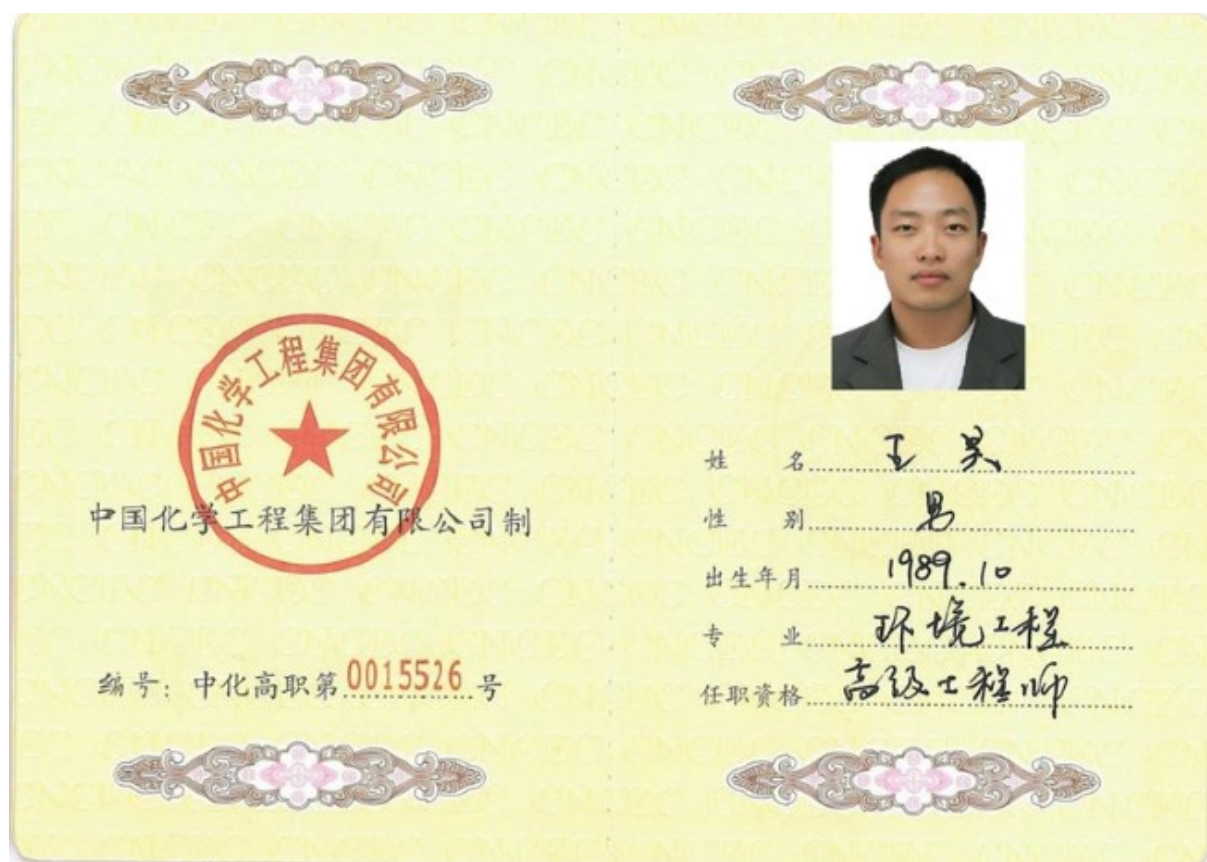 中国化学工程集团有限公司
中国化学工程集团有限公司制
编号：中化高职第0015526号
姓 名 王昊
性 别 男
出生年月 1989.10
专 业 环境工程
任职资格 高级工程师